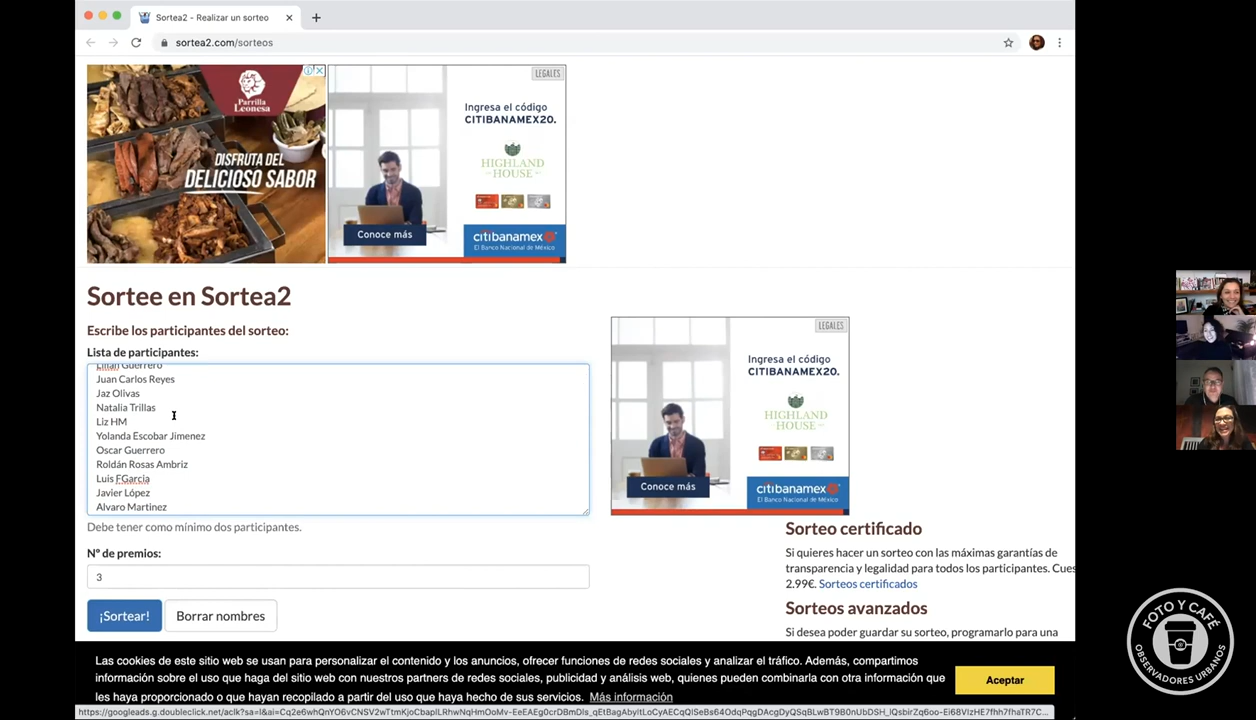 Sortea2 - Realizar un sorteo
sortea2.com/sorteos
Parrilla
Leonesa
DISFRUTA DEL
DELICIOSO SABOR
LEGALES
Ingresa el código
CITIBANAMEX20.
HIGHLAND
HOUSE
Conoce más
citibanamex
El Banco Nacional de México
Sortee en Sortea2
Escribe los participantes del sorteo:
Lista de participantes:
Lilian Guerrero
Juan Carlos Reyes
Jaz Olivas
Natalia Trillas
Liz HM
Yolanda Escobar Jimenez
Oscar Guerrero
Roldán Rosas Ambriz
Luis FGarcia
Javier López
Alvaro Martinez
Debe tener como mínimo dos participantes.
Nº de premios:
3
¡Sortear!
Borrar nombres
LEGALES
Ingresa el código
CITIBANAMEX20.
HIGHLAND
HOUSE
Conoce más
citibanamex
El Banco Nacional de México
Sorteo certificado
Si quieres hacer un sorteo con las máximas garantías de
transparencia y legalidad para todos los participantes. Cues
2.99€. Sorteos certificados
Sorteos avanzados
Si desea poder guardar su sorteo, programarlo para una
Las cookies de este sitio web se usan para personalizar el contenido y los anuncios, ofrecer funciones de redes sociales y analizar el tráfico. Además, compartimos
información sobre el uso que haga del sitio web con nuestros partners de redes sociales, publicidad y análisis web, quienes pueden combinarla con otra información que
les haya proporcionado o que hayan recopilado a partir del uso que haya hecho de sus servicios. Más información
Aceptar
FOTO Y CAFÉ
OBSERVADORES URBANOS